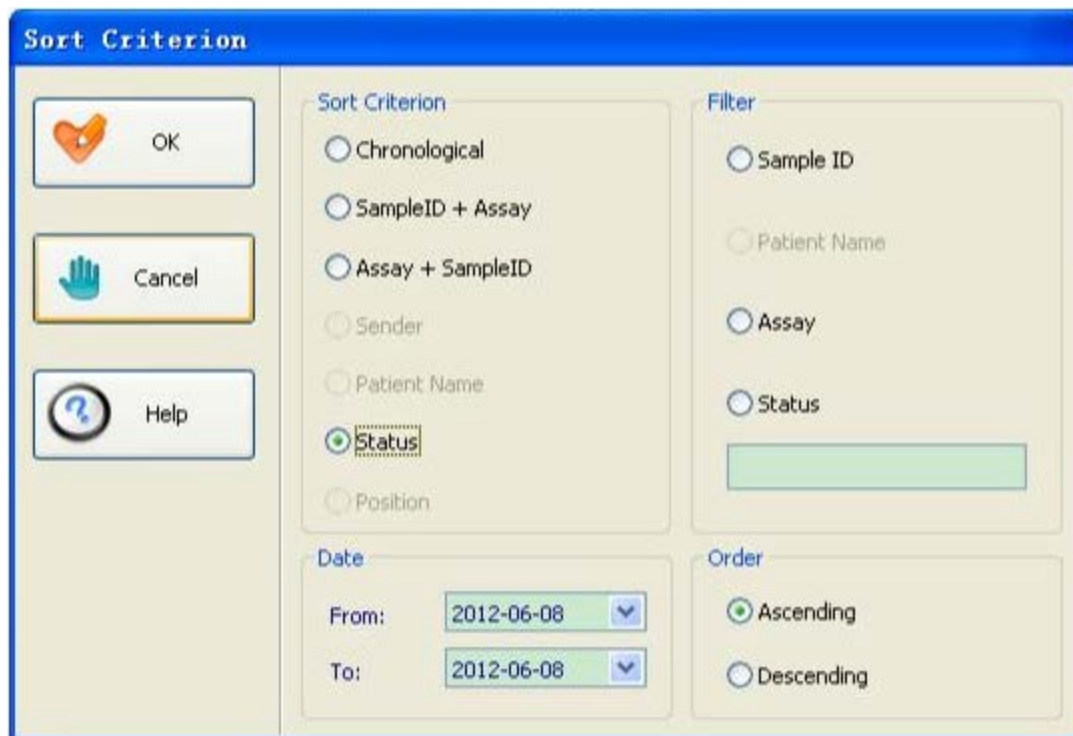 Sort Criterion
OK
Cancel
Help
Sort Criterion
Chronological
SampleID + Assay
Assay + SampleID
Sender
Patient Name
Status
Position
Filter
Sample ID
Patient Name
Assay
Status
Date
From: 2012-06-08
To: 2012-06-08
Order
Ascending
Descending